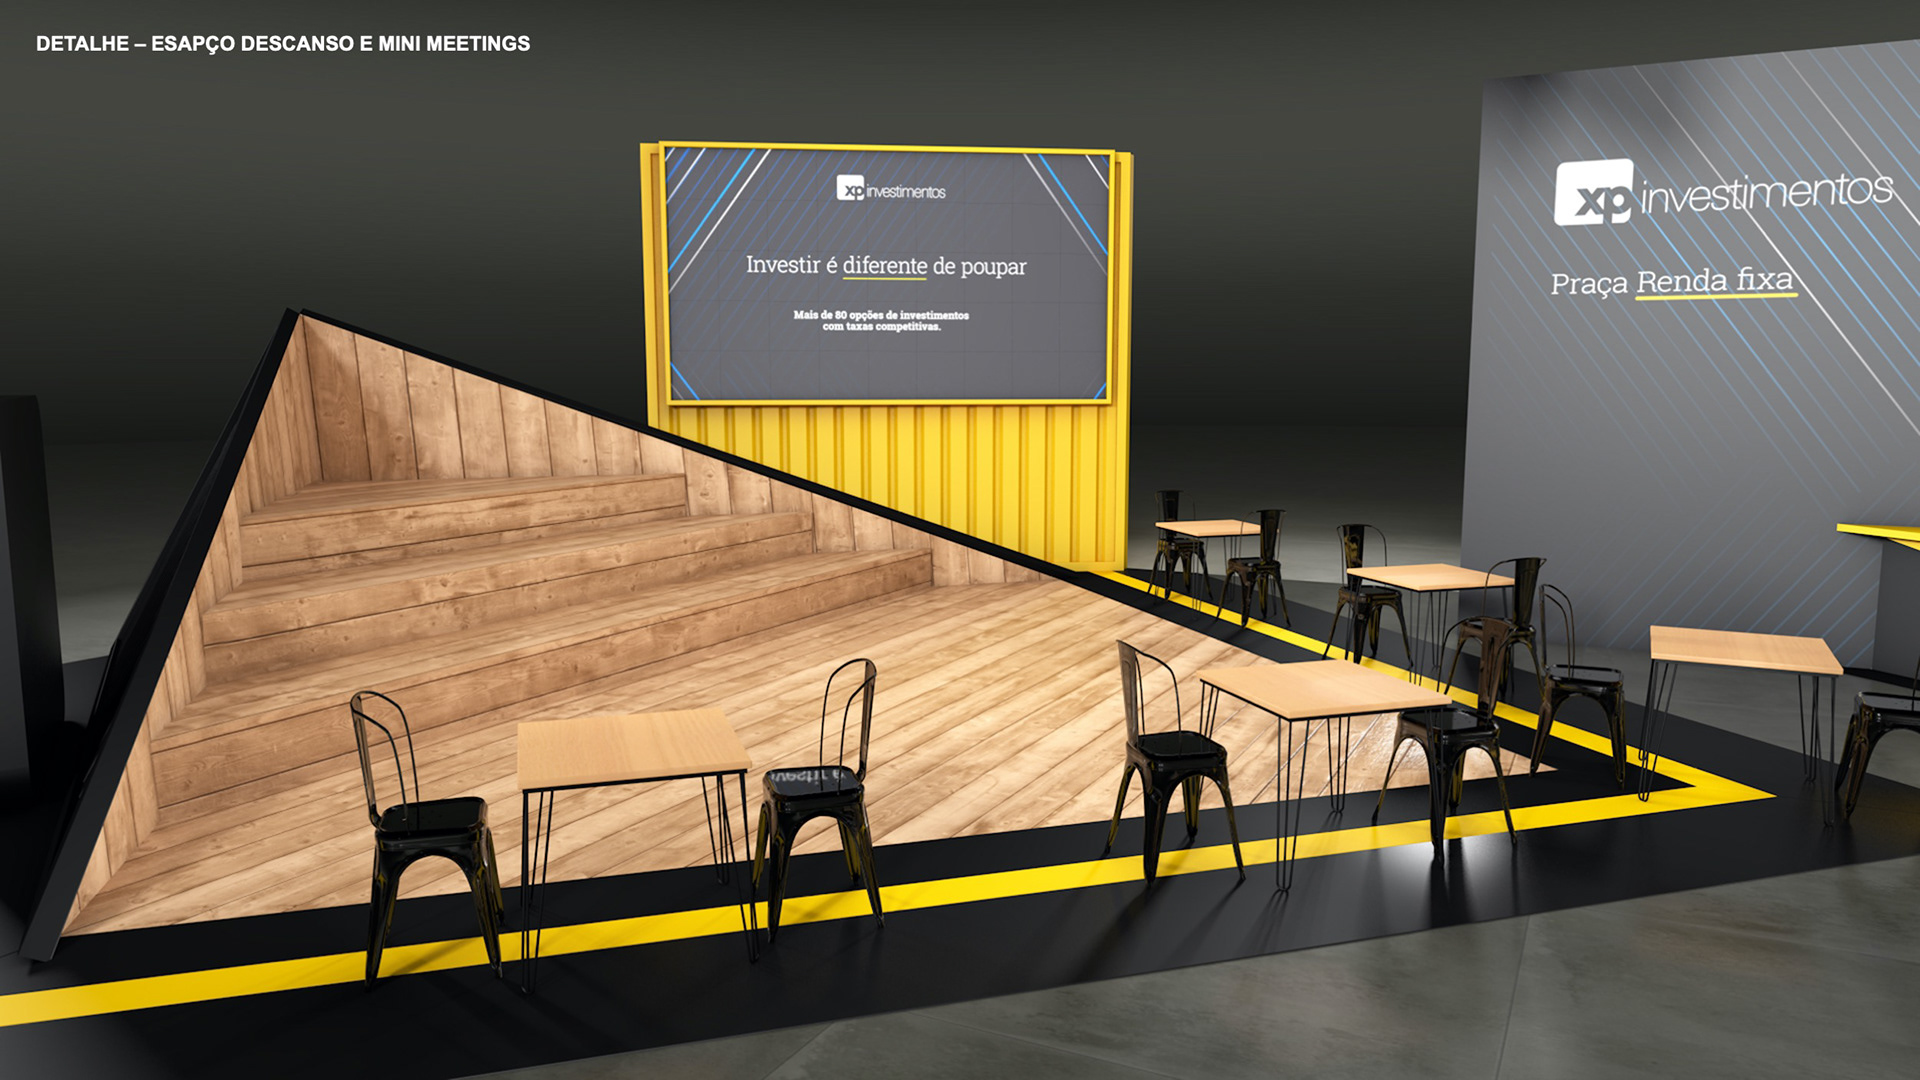 DETALHE – ESAPÇO DESCANSO E MINI MEETINGS
xp investimentos
Investir é diferente de poupar
Mais de 80 opções de investimentos
com taxas competitivas.
xp investimentos
Praça Renda fixa